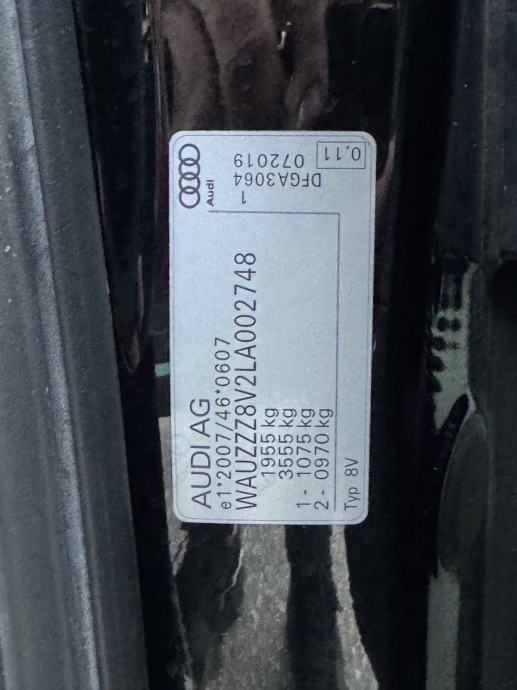 AUDI AG
e1*2007/46*0607
WAUZZZ8V2LA002748
1955 kg
3555 kg
1 - 1075 kg
2 - 0970 kg
Typ 8V
Audi
1
DFGA3064
072019
0,11